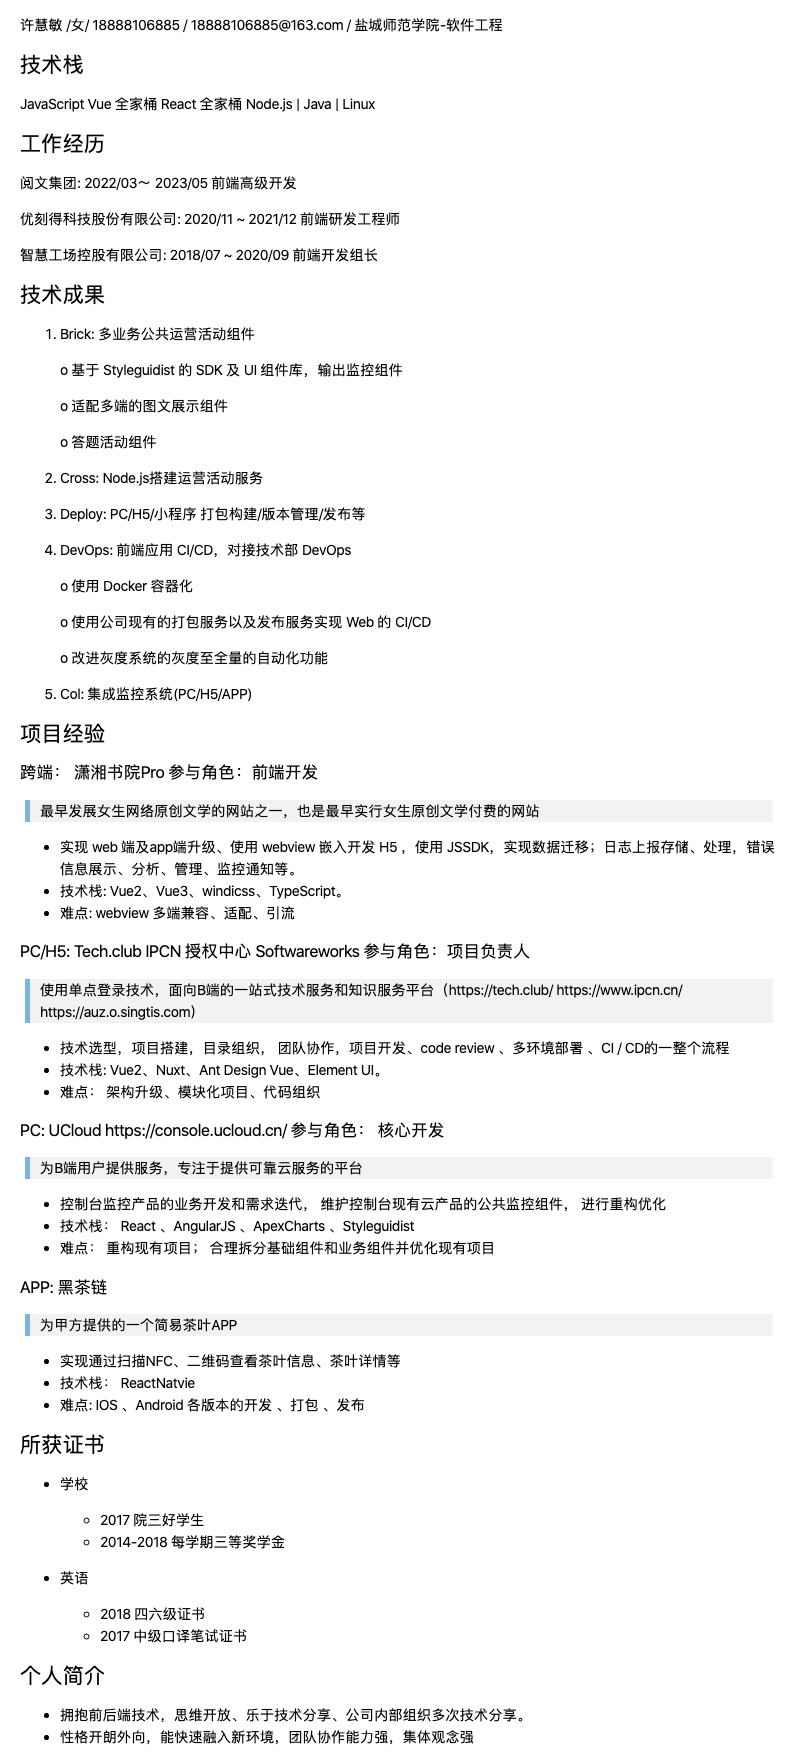 许慧敏 /女/ 18888106885 / 18888106885@163.com / 盐城师范学院-软件工程
技术栈
JavaScript Vue 全家桶 React 全家桶 Node.js | Java | Linux
工作经历
阅文集团: 2022/03～ 2023/05 前端高级开发
优刻得科技股份有限公司: 2020/11 ~ 2021/12 前端研发工程师
智慧工场控股有限公司: 2018/07 ~ 2020/09 前端开发组长
技术成果
1. Brick: 多业务公共运营活动组件
o 基于 Styleguidist 的 SDK 及 UI 组件库，输出监控组件
o 适配多端的图文展示组件
o 答题活动组件
2. Cross: Node.js搭建运营活动服务
3. Deploy: PC/H5/小程序 打包构建/版本管理/发布等
4. DevOps: 前端应用 CI/CD，对接技术部 DevOps
o 使用 Docker 容器化
o 使用公司现有的打包服务以及发布服务实现 Web 的 CI/CD
o 改进灰度系统的灰度至全量的自动化功能
5. Col: 集成监控系统(PC/H5/APP)
项目经验
跨端： 潇湘书院Pro 参与角色：前端开发
最早发展女生网络原创文学的网站之一，也是最早实行女生原创文学付费的网站
• 实现 web 端及app端升级、使用 webview 嵌入开发 H5 ，使用 JSSDK，实现数据迁移；日志上报存储、处理，错误
信息展示、分析、管理、监控通知等。
• 技术栈: Vue2、Vue3、windicss、TypeScript。
• 难点: webview 多端兼容、适配、引流
PC/H5: Tech.club IPCN 授权中心 Softwareworks 参与角色：项目负责人
使用单点登录技术，面向B端的一站式技术服务和知识服务平台（https://tech.club/ https://www.ipcn.cn/
https://auz.o.singtis.com）
• 技术选型，项目搭建，目录组织， 团队协作，项目开发、code review 、多环境部署 、CI / CD的一整个流程
• 技术栈: Vue2、Nuxt、Ant Design Vue、Element UI。
• 难点： 架构升级、模块化项目、代码组织
PC: UCloud https://console.ucloud.cn/ 参与角色： 核心开发
为B端用户提供服务，专注于提供可靠云服务的平台
• 控制台监控产品的业务开发和需求迭代， 维护控制台现有云产品的公共监控组件， 进行重构优化
• 技术栈： React 、AngularJS 、ApexCharts 、Styleguidist
• 难点： 重构现有项目； 合理拆分基础组件和业务组件并优化现有项目
APP: 黑茶链
为甲方提供的一个简易茶叶APP
• 实现通过扫描NFC、二维码查看茶叶信息、茶叶详情等
• 技术栈： ReactNatvie
• 难点: IOS 、Android 各版本的开发 、打包 、发布
所获证书
• 学校
◦ 2017 院三好学生
◦ 2014-2018 每学期三等奖学金
• 英语
◦ 2018 四六级证书
◦ 2017 中级口译笔试证书
个人简介
• 拥抱前后端技术，思维开放、乐于技术分享、公司内部组织多次技术分享。
• 性格开朗外向，能快速融入新环境，团队协作能力强，集体观念强